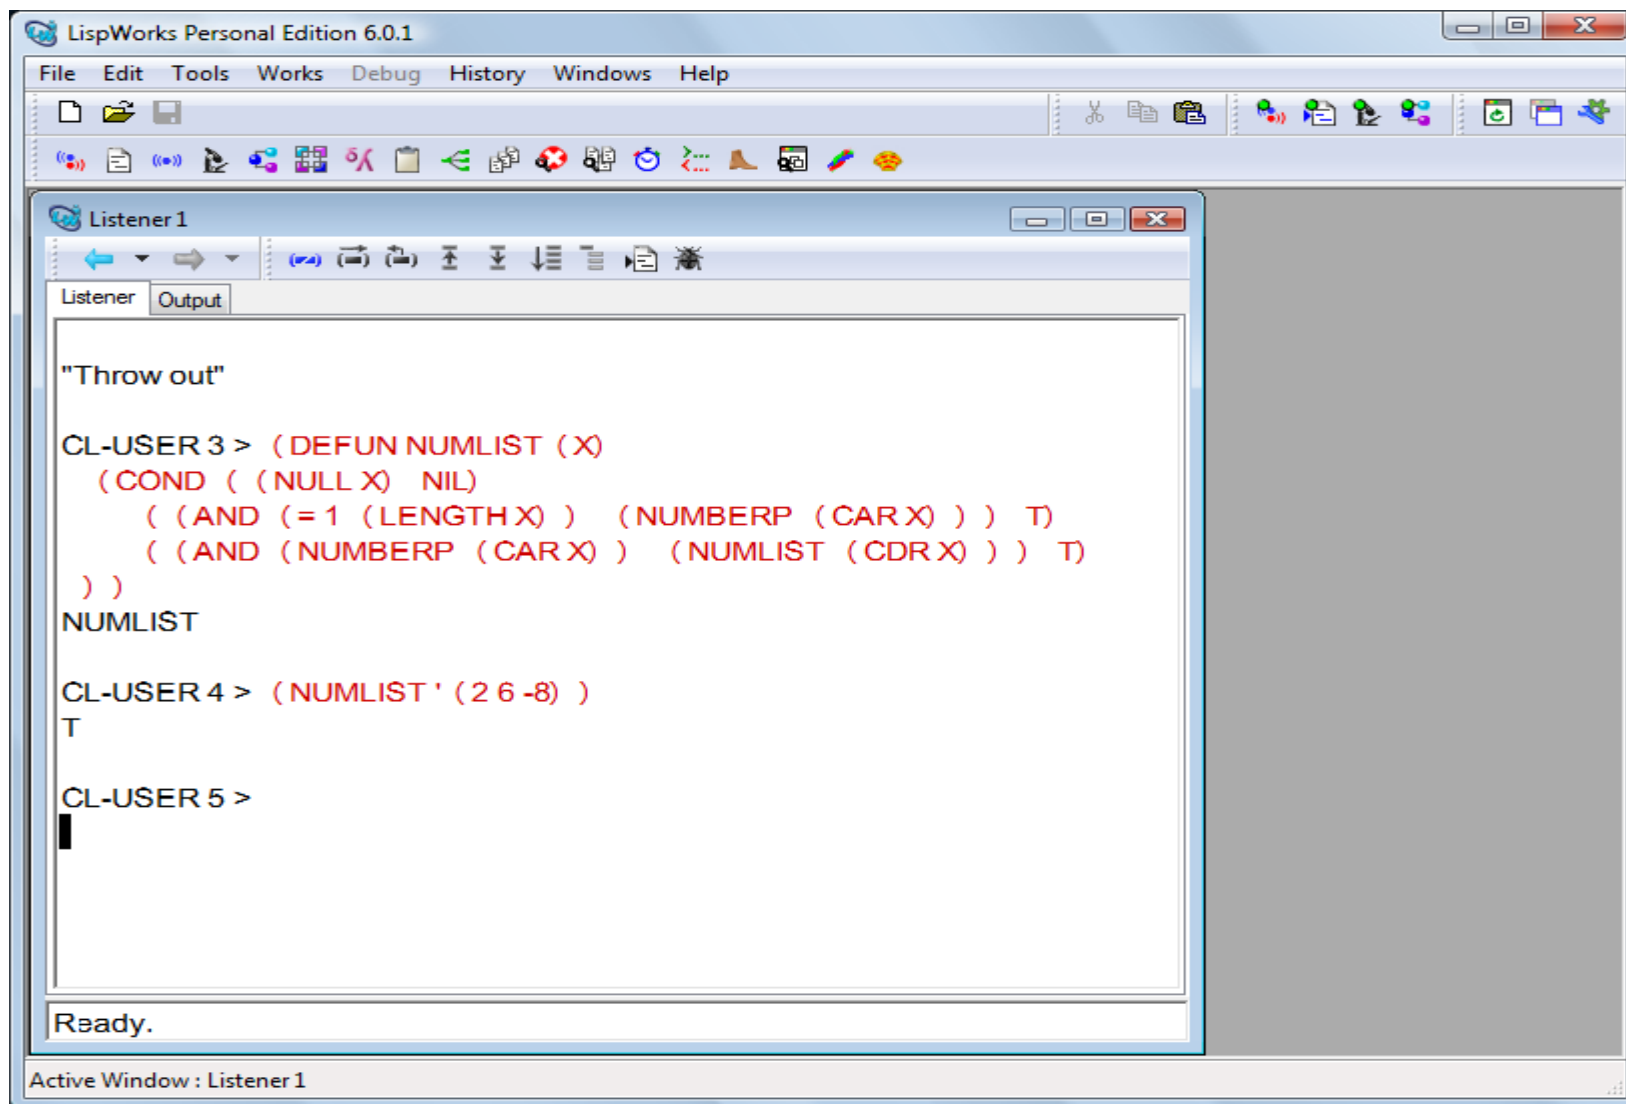 LispWorks Personal Edition 6.0.1
File Edit Tools Works Debug History Windows Help
Listener 1
Listener Output
"Throw out"
CL-USER 3 > (DEFUN NUMLIST (X)
(COND ( (NULL X) NIL)
( (AND (= 1 (LENGTH X) ) (NUMBERP (CAR X) ) ) T)
( (AND (NUMBERP (CAR X) ) (NUMLIST (CDR X) ) ) T)
) )
NUMLIST
CL-USER 4 > (NUMLIST ' (2 6 -8) )
T
CL-USER 5 >
Ready.
Active Window : Listener 1